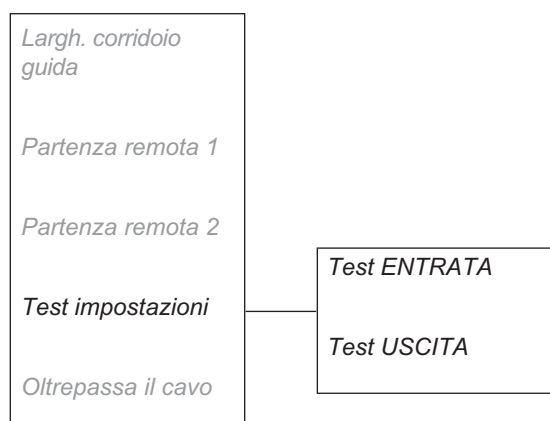 Largh. corridoio
guida
Partenza remota 1
Partenza remota 2
Test impostazioni
Oltrepassa il cavo
Test ENTRATA
Test USCITA